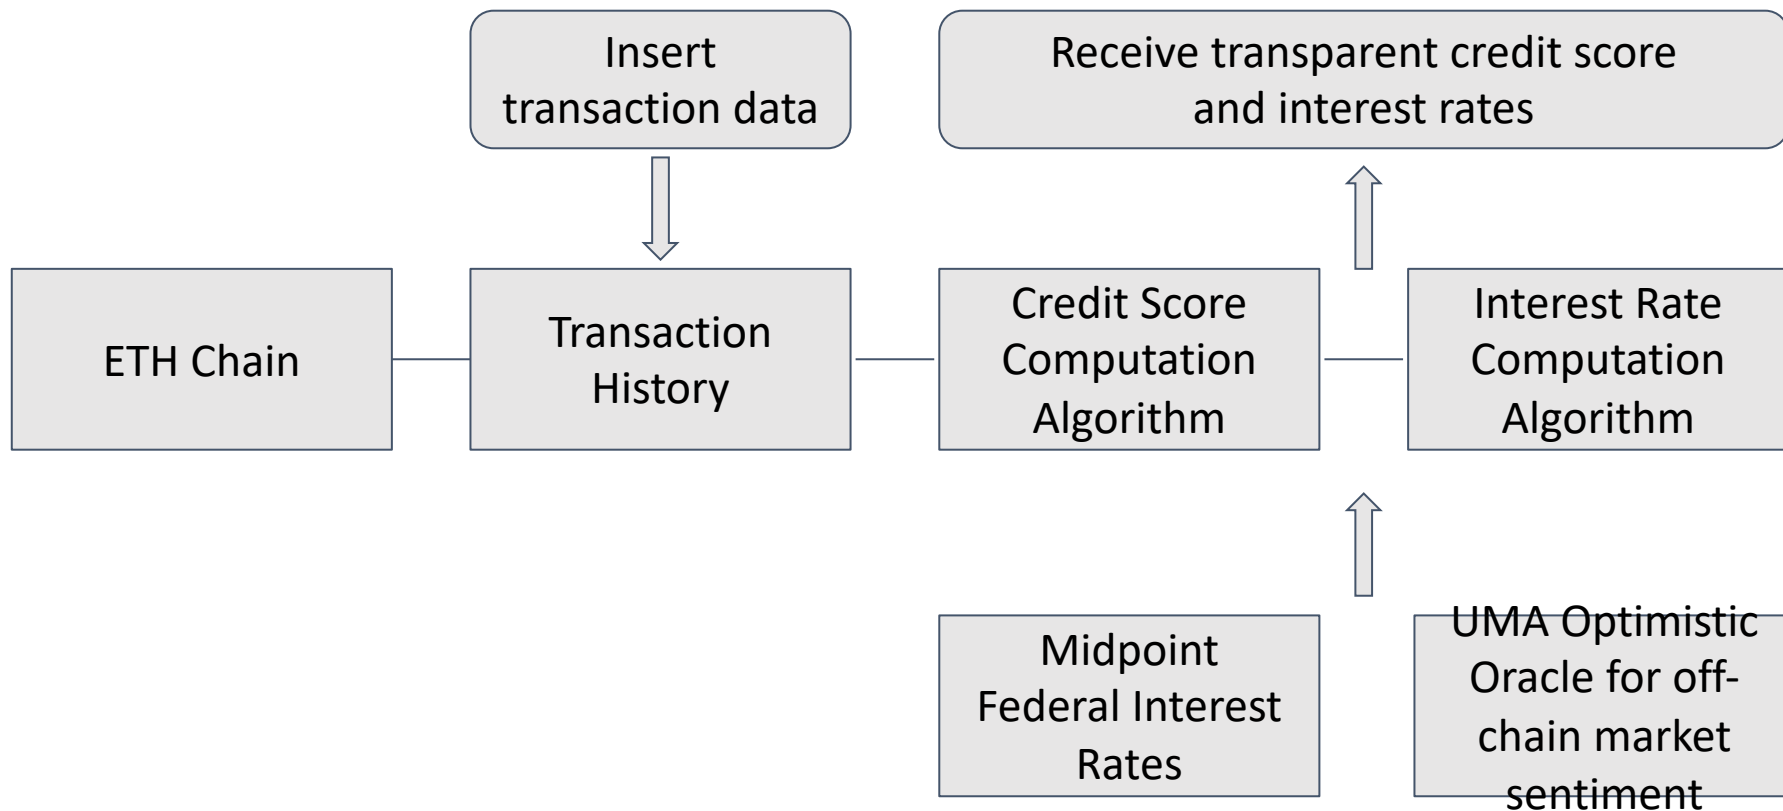 Insert
transaction data
Receive transparent credit score
and interest rates
ETH Chain
Transaction
History
Credit Score
Computation
Algorithm
Interest Rate
Computation
Algorithm
Midpoint
Federal Interest
Rates
UMA Optimistic
Oracle for off-
chain market
sentiment